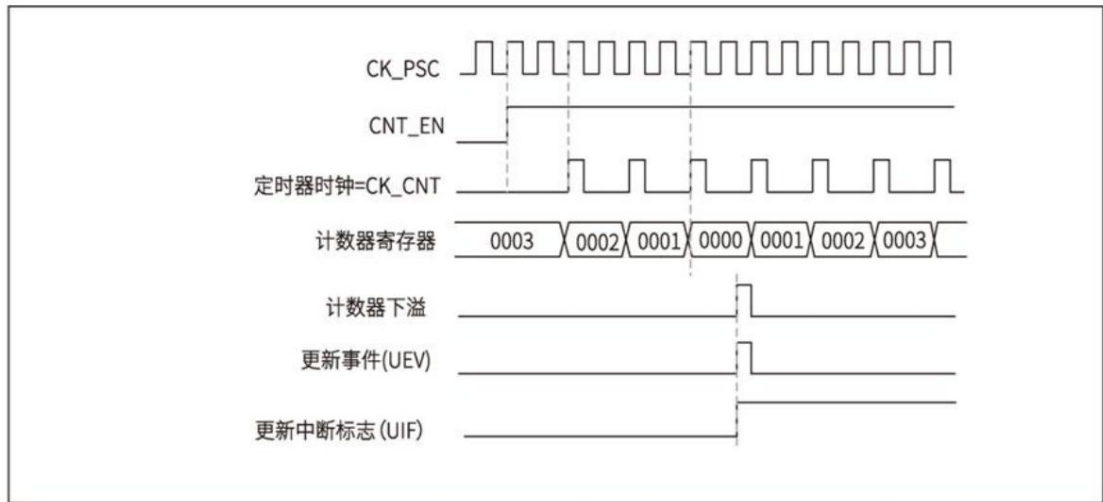 CK_PSC
CNT_EN
定时器时钟=CK_CNT
计数器寄存器 0003 0002 0001 0000 0001 0002 0003
计数器下溢
更新事件(UEV)
更新中断标志(UIF)